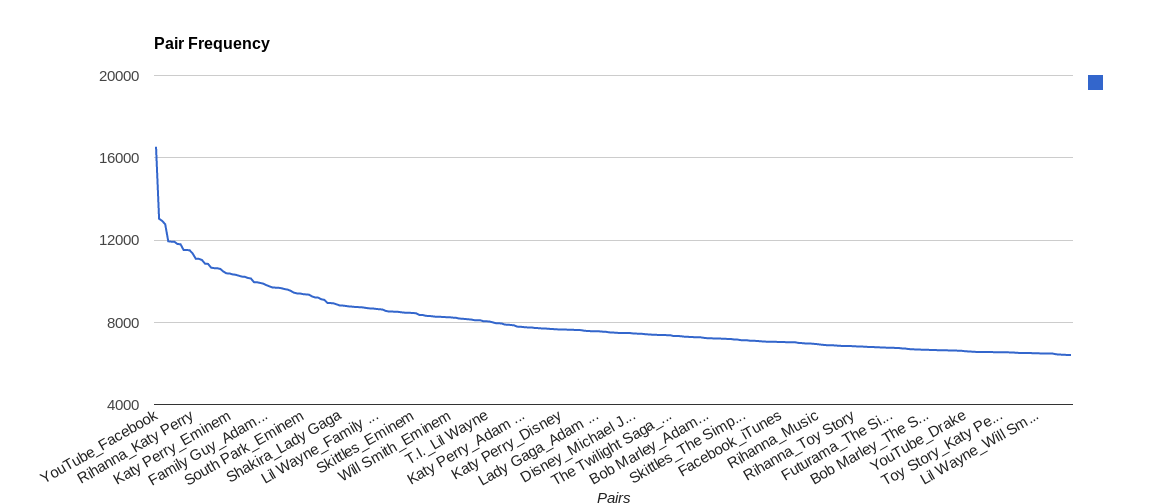 Pair Frequency
20000
16000
12000
8000
4000
YouTube_Facebook
Rihanna_Katy Perry
Katy Perry_Eminem
Family Guy_Adam...
South Park_Eminem
Shakira_Lady Gaga
Lil Wayne_Family ...
Skittles_Eminem
Will Smith_Eminem
T.I._Lil Wayne
Katy Perry_Adam ...
Katy Perry_Disney
Lady Gaga_Adam ...
Disney_Michael J...
The Twilight Saga_...
Bob Marley_Adam...
Skittles_The Simp...
Facebook_iTunes
Rihanna_Music
Rihanna_Toy Story
Futurama_The Si...
Bob Marley_The S...
YouTube_Drake
Toy Story_Katy Pe...
Lil Wayne_Will Sm...
Pairs